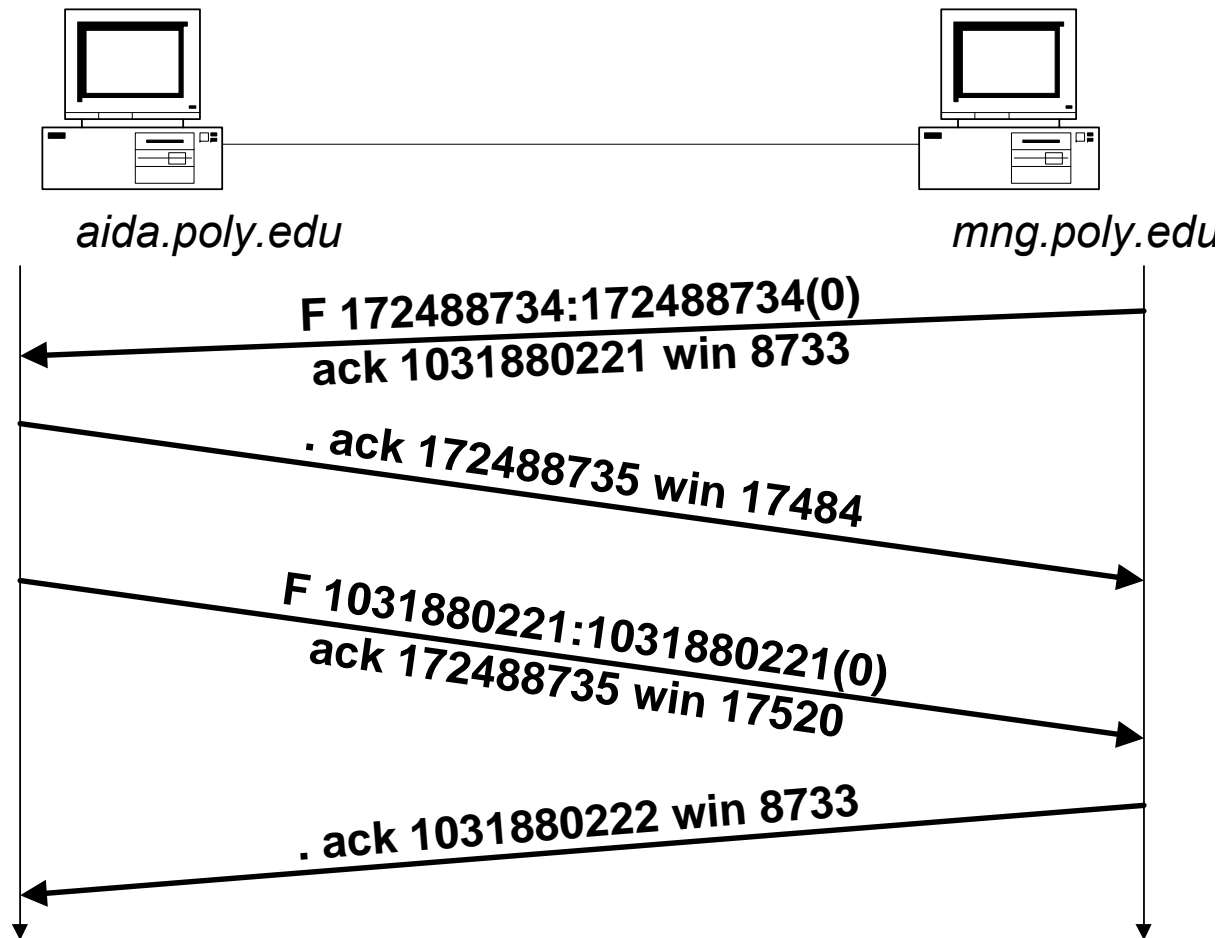 aida.poly.edu
mng.poly.edu
F 172488734:172488734(0)
ack 1031880221 win 8733
. ack 172488735 win 17484
F 1031880221:1031880221(0)
ack 172488735 win 17520
. ack 1031880222 win 8733